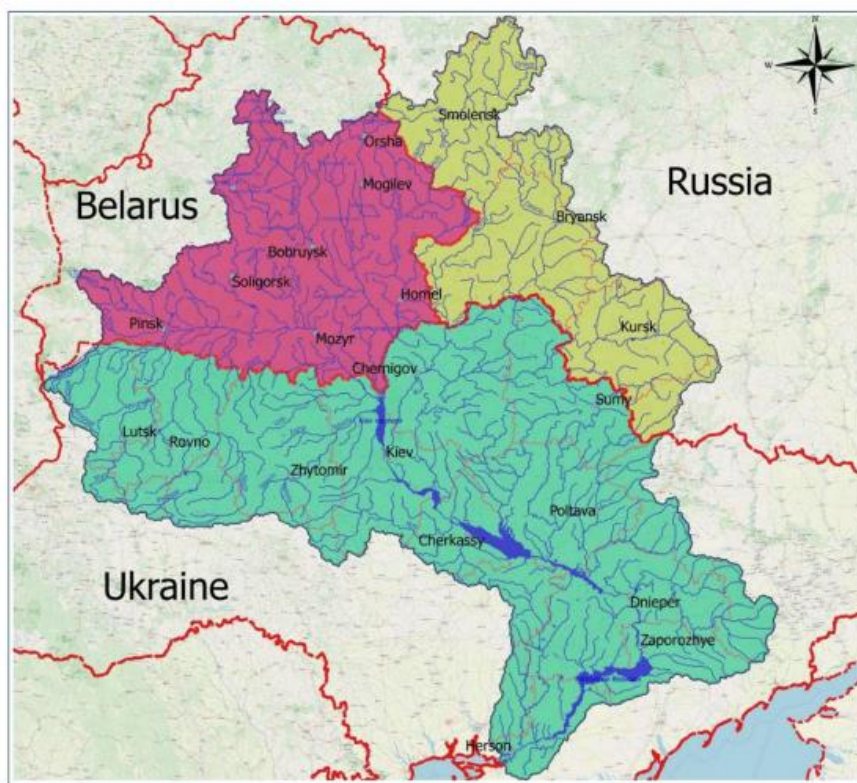 N
W
S
Smolensk
Orsha
Russia
Mogilev
Belarus
Bryansk
Bobruysk
Soligorsk
Homel
Pinsk
Kursk
Mozyr
Chernigov
Sumy
Lutsk
Rovno
Kiev
Zhytomir
Poltava
Cherkassy
Ukraine
Dnieper
Zaporozhye
Herson